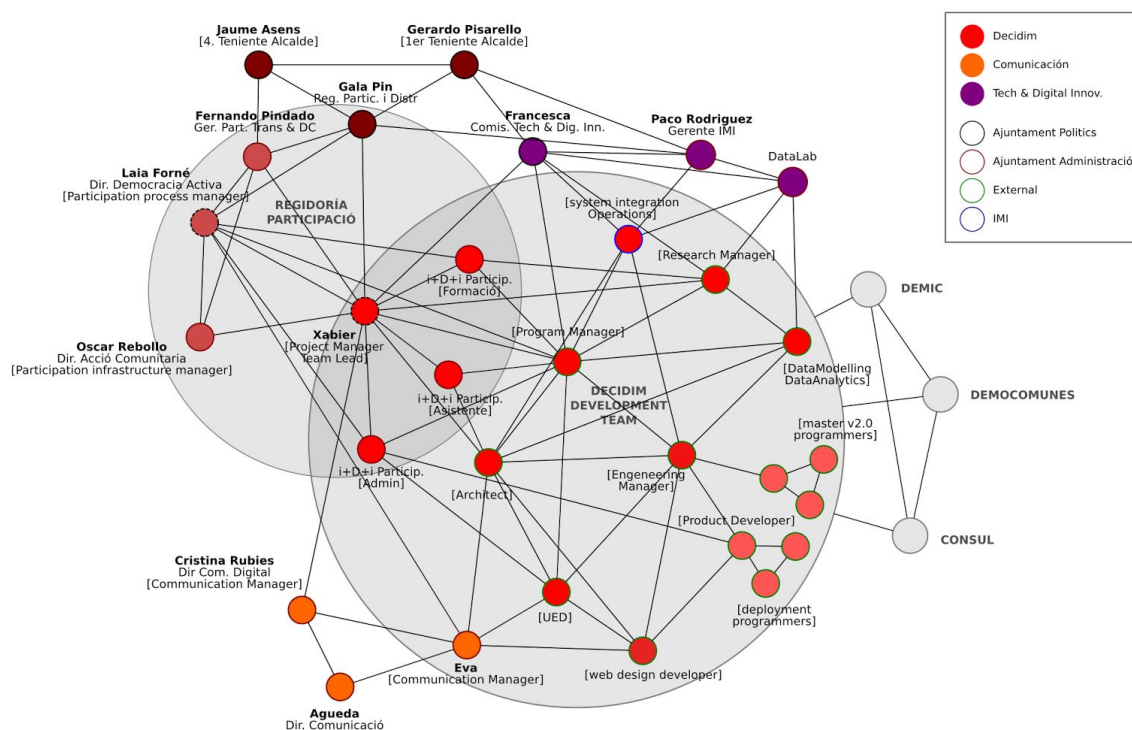 Jaume Asens
[4. Teniente Alcalde]
Gerardo Pisarello
[1er Teniente Alcalde]
Gala Pin
Reg. Partic. i Distr
Fernando Pindado
Ger. Part. Trans & DC
Francesca
Comis. Tech & Dig. Inn.
Paco Rodriguez
Gerente IMI
DataLab
Laia Forné
Dir. Democracia Activa
[Participation process manager]
REGIDORÍA
PARTICIPACIÓ
[system integration
Operations]
[Research Manager]
i+D+i Particip.
[Formació]
Xabier
[Project Manager
Team Lead]
[Program Manager]
Oscar Rebollo
Dir. Acció Comunitaria
[Participation infrastructure manager]
[DataModelling
DataAnalytics]
i+D+i Particip.
[Asistente]
DECIDIM
DEVELOPMENT
TEAM
[master v2.0
programmers]
i+D+i Particip.
[Admin]
[Architect]
[Engeneering
Manager]
[Product Developer]
Cristina Rubies
Dir Com. Digital
[Communication Manager]
[UED]
[deployment
programmers]
Eva
[Communication Manager]
[web design developer]
Agueda
Dir. Comunicació
DEMIC
DEMOCOMUNES
CONSUL
Decidim
Comunicación
Tech & Digital Innov.
Ajuntament Politics
Ajuntament Administració
External
IMI